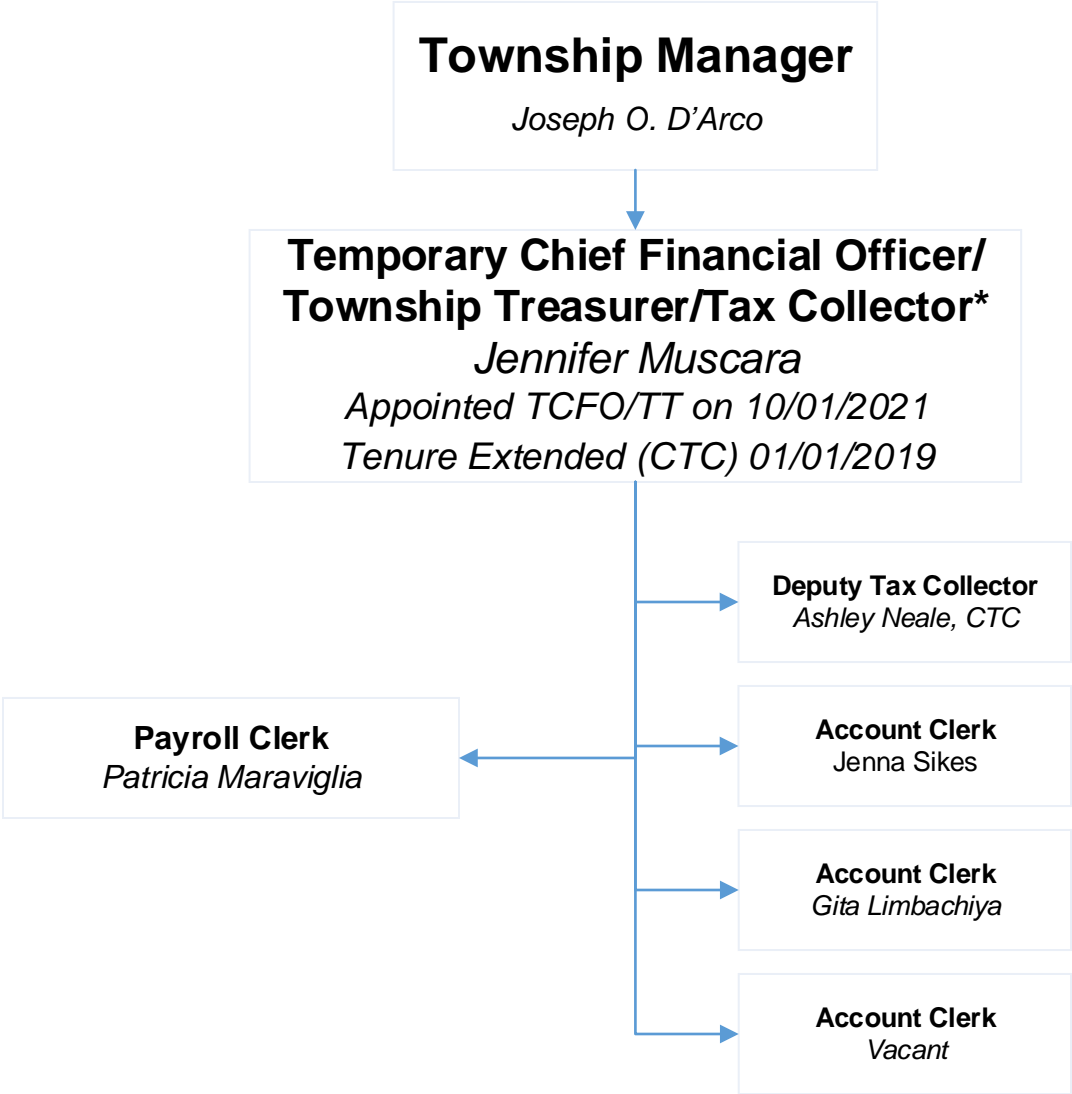 Township Manager
Joseph O. D’Arco
Temporary Chief Financial Officer/
Township Treasurer/Tax Collector*
Jennifer Muscara
Appointed TCFO/TT on 10/01/2021
Tenure Extended (CTC) 01/01/2019
Deputy Tax Collector
Ashley Neale, CTC
Payroll Clerk
Patricia Maraviglia
Account Clerk
Jenna Sikes
Account Clerk
Gita Limbachiya
Account Clerk
Vacant